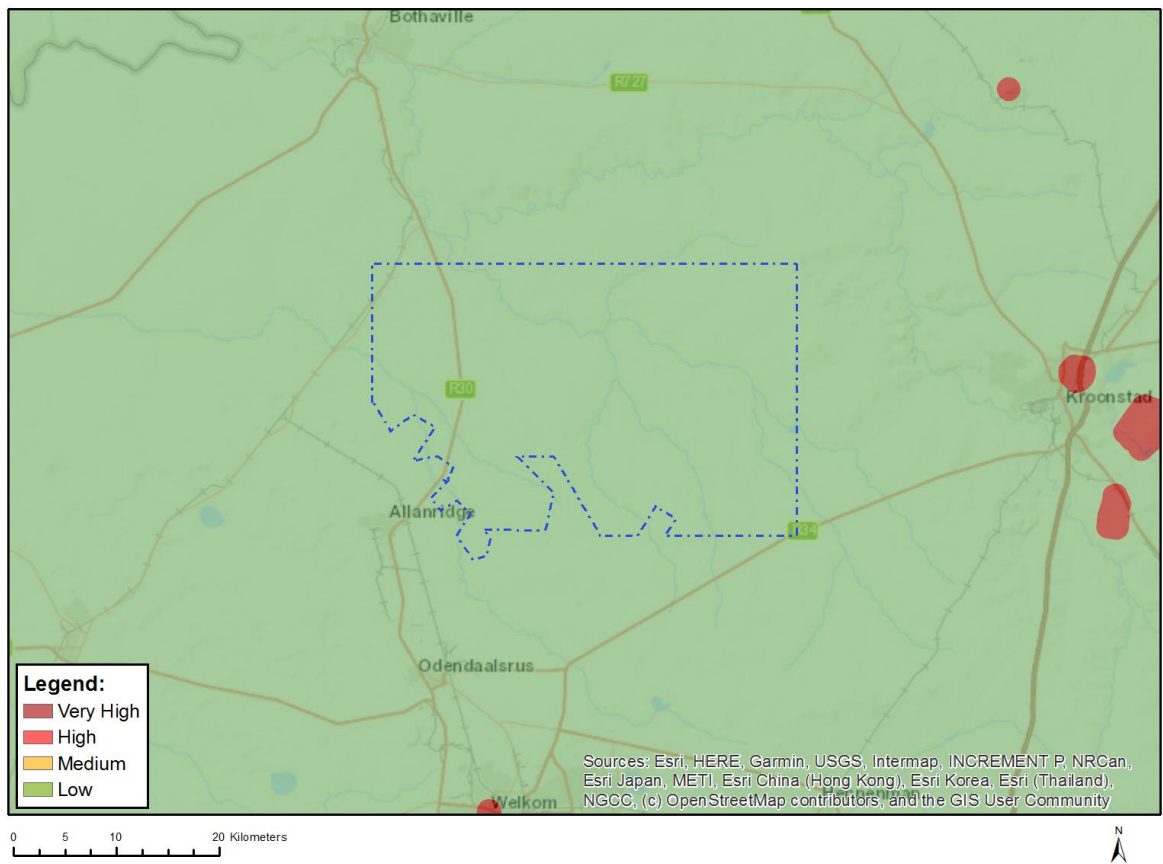 Bothaville
R727
R30
Kroonstad
Allanridge
R34
Odendaalsrus
Legend:
Very High
High
Medium
Low
Sources: Esri, HERE, Garmin, USGS, Intermap, INCREMENT P, NRCan,
Esri Japan, METI, Esri China (Hong Kong), Esri Korea, Esri (Thailand),
NGCC, (c) OpenStreetMap contributors, and the GIS User Community
Hennenman
Welkom
0 5 10 20 Kilometers
N